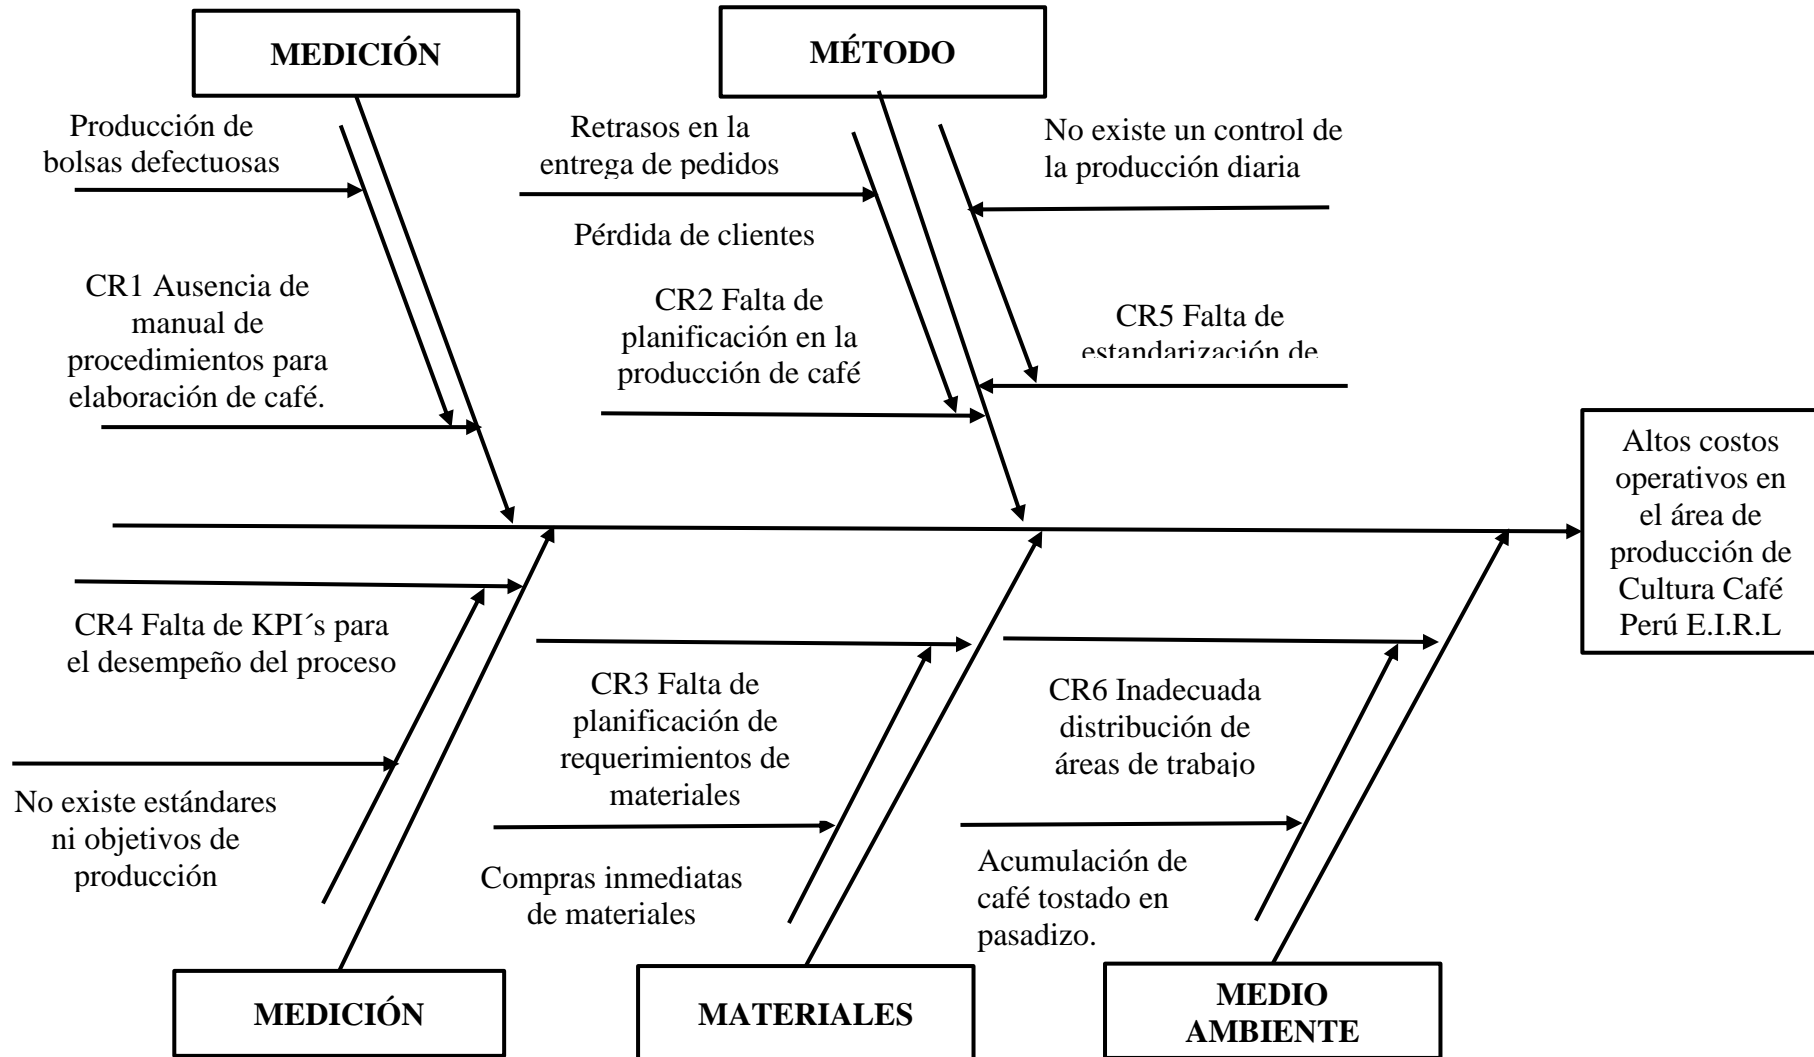 MEDICIÓN
MÉTODO
Producción de
bolsas defectuosas
Retrasos en la
entrega de pedidos
Pérdida de clientes
No existe un control de
la producción diaria
CR1 Ausencia de
manual de
procedimientos para
elaboración de café.
CR2 Falta de
planificación en la
producción de café
CR5 Falta de
estandarización de
Altos costos
operativos en
el área de
producción de
Cultura Café
Perú E.I.R.L
CR4 Falta de KPI´s para
el desempeño del proceso
No existe estándares
ni objetivos de
producción
CR3 Falta de
planificación de
requerimientos de
materiales
Compras inmediatas
de materiales
CR6 Inadecuada
distribución de
áreas de trabajo
Acumulación de
café tostado en
pasadizo.
MEDICIÓN
MATERIALES
MEDIO
AMBIENTE